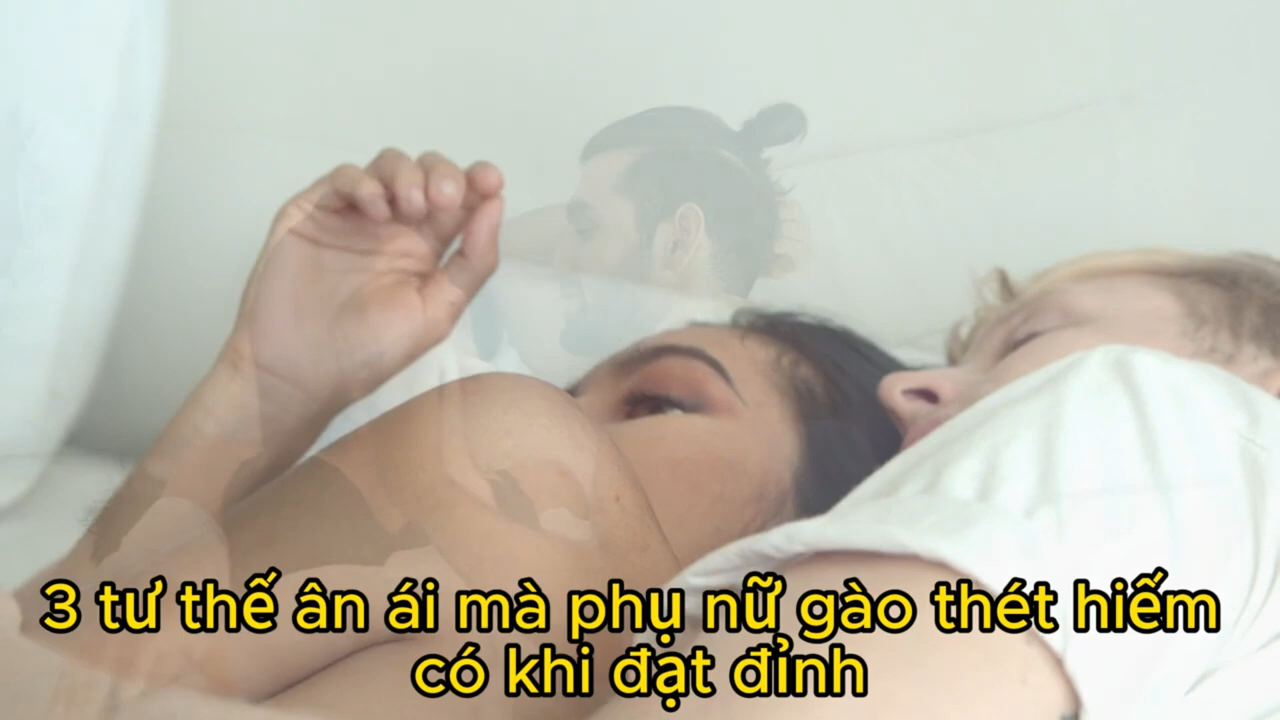 3 tư thế ân ái mà phụ nữ gào thét hiếm
có khi đạt đỉnh